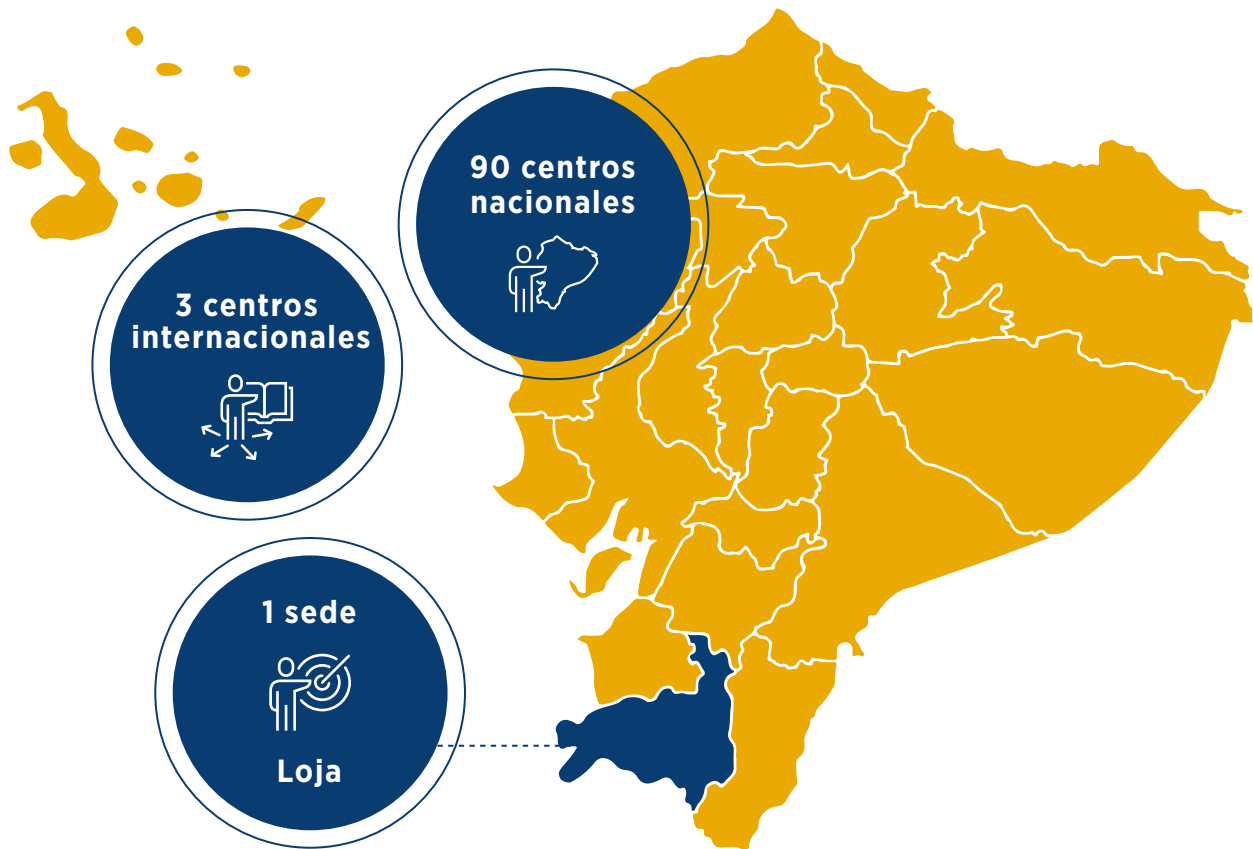 90 centros
nacionales
3 centros
internacionales
1 sede
Loja